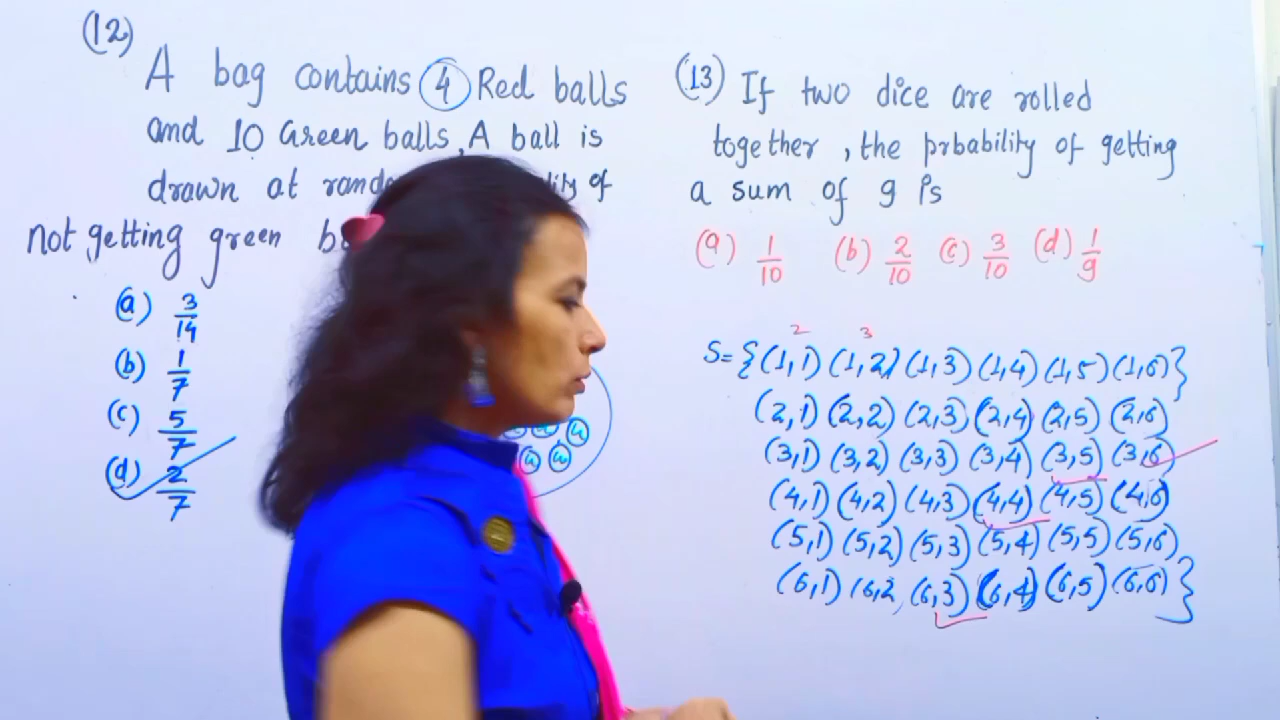 (12)
A bag contains 4 Red balls
and 10 Green balls, A ball is
drawn at of
not getting green
(a) 3/14
(b) 1/7
(c) 5/7
(d) 2/7
(13) If two dice are rolled
together, the prbability of getting
a sum of 9 is
(a) 1/10 (b) 2/10 (c) 3/10 (d) 1/9
2 3
S={(1,1) (1,2) (1,3) (1,4) (1,5) (1,6)}
(2,1) (2,2) (2,3) (2,4) (2,5) (2,6)
(3,1) (3,2) (3,3) (3,4) (3,5) (3,6)
(4,1) (4,2) (4,3) (4,4) (4,5) (4,6)
(5,1) (5,2) (5,3) (5,4) (5,5) (5,6)
(6,1) (6,2 (6,3) (6,4) (6,5) (6,6)}